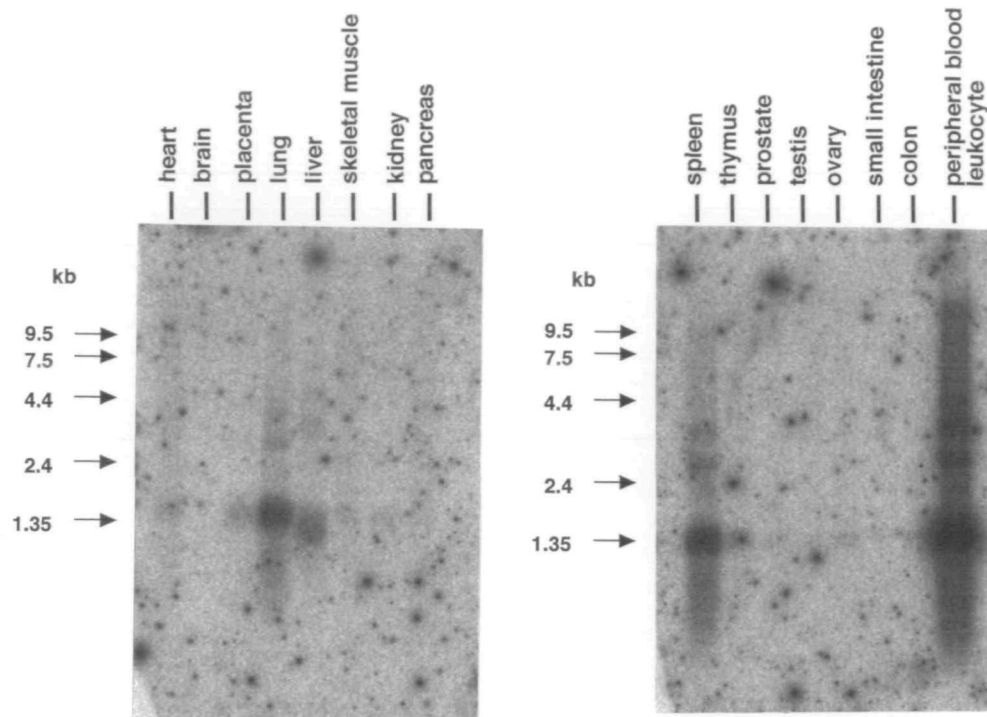 heart
brain
placenta
lung
liver
skeletal muscle
kidney
pancreas
kb
9.5
7.5
4.4
2.4
1.35
spleen
thymus
prostate
testis
ovary
small intestine
colon
peripheral blood
leukocyte
kb
9.5
7.5
4.4
2.4
1.35